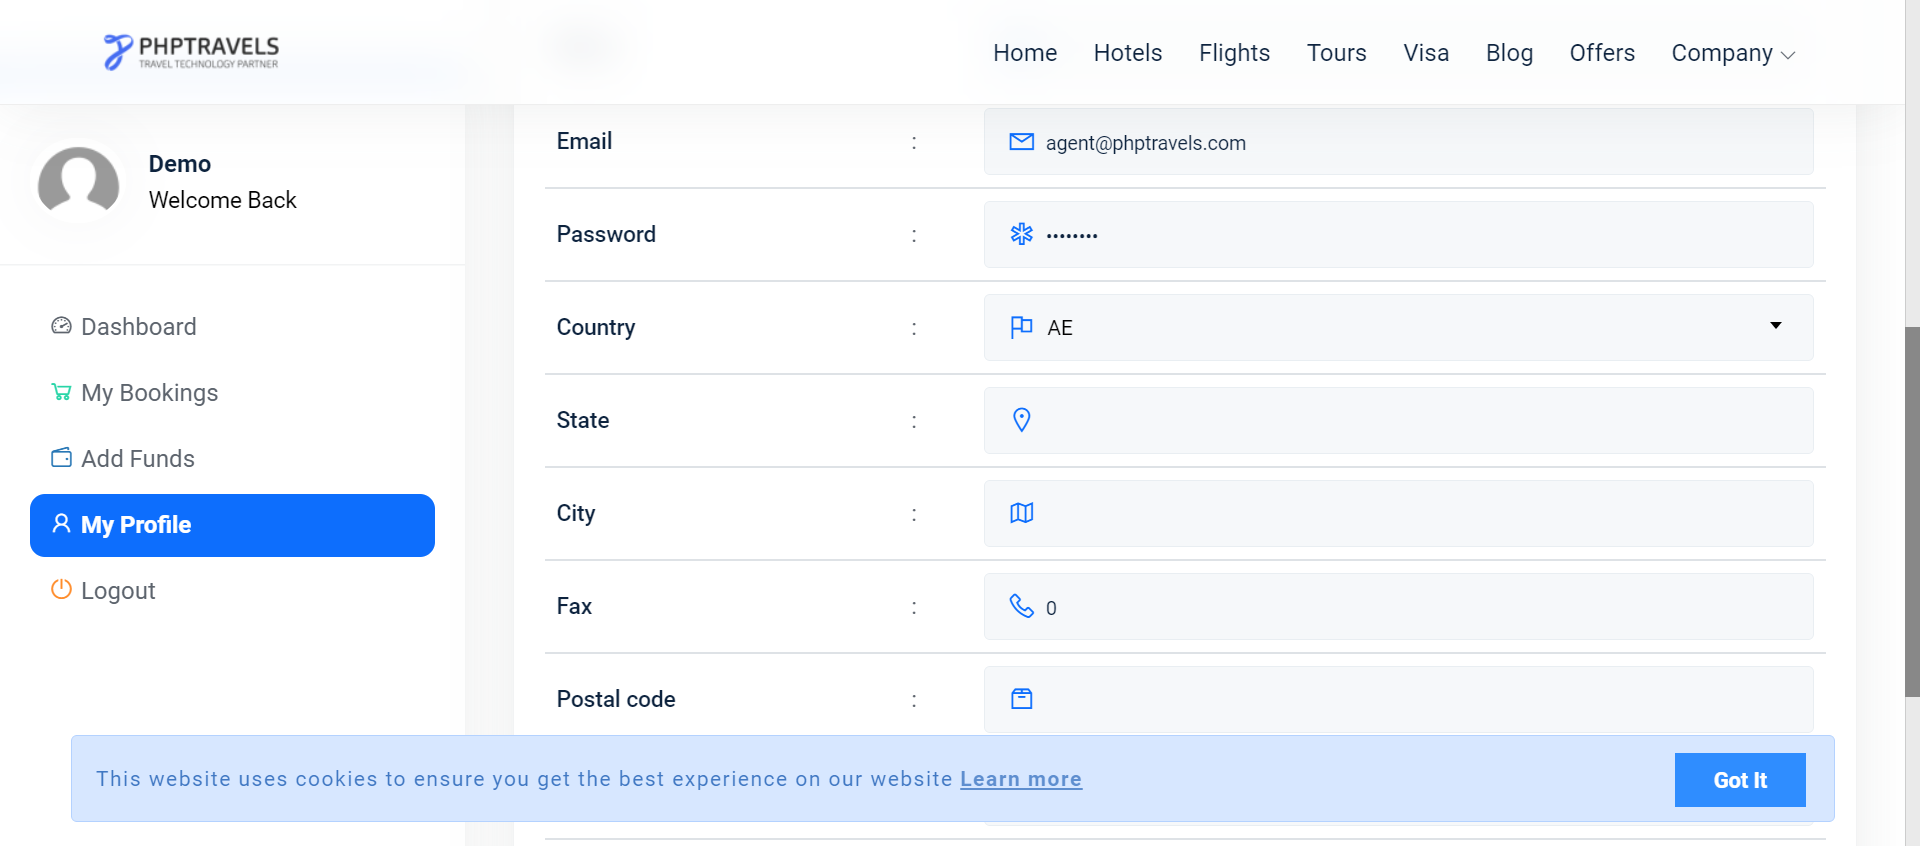 PHPTRAVELS
TRAVEL TECHNOLOGY PARTNER
Home Hotels Flights Tours Visa Blog Offers Company
Demo
Welcome Back
Dashboard
My Bookings
Add Funds
My Profile
Logout
Email : agent@phptravels.com
Password : ••••••••
Country : AE
State :
City :
Fax : 0
Postal code :
This website uses cookies to ensure you get the best experience on our website Learn more
Got It